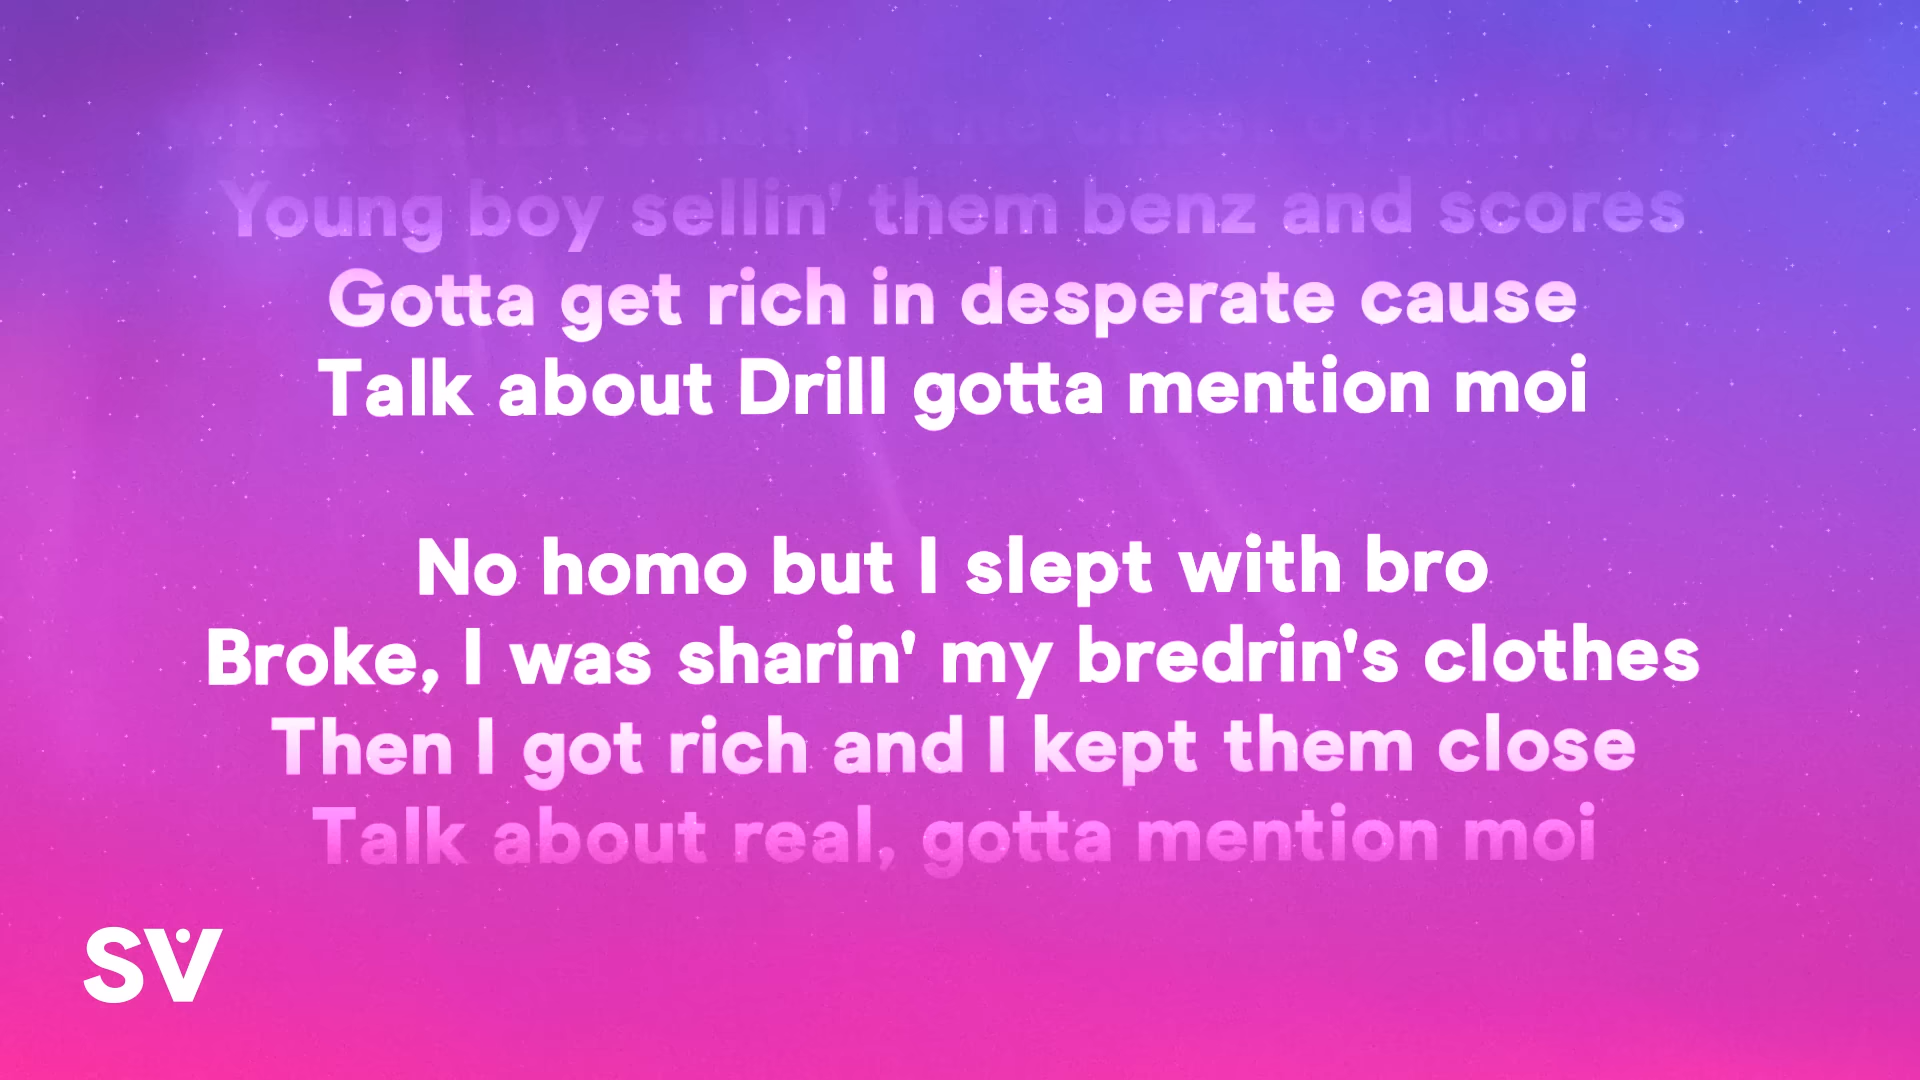 Young boy sellin' them benz and scores
Gotta get rich in desperate cause
Talk about Drill gotta mention moi
No homo but I slept with bro
Broke, I was sharin' my bredrin's clothes
Then I got rich and I kept them close
Talk about real, gotta mention moi
SV